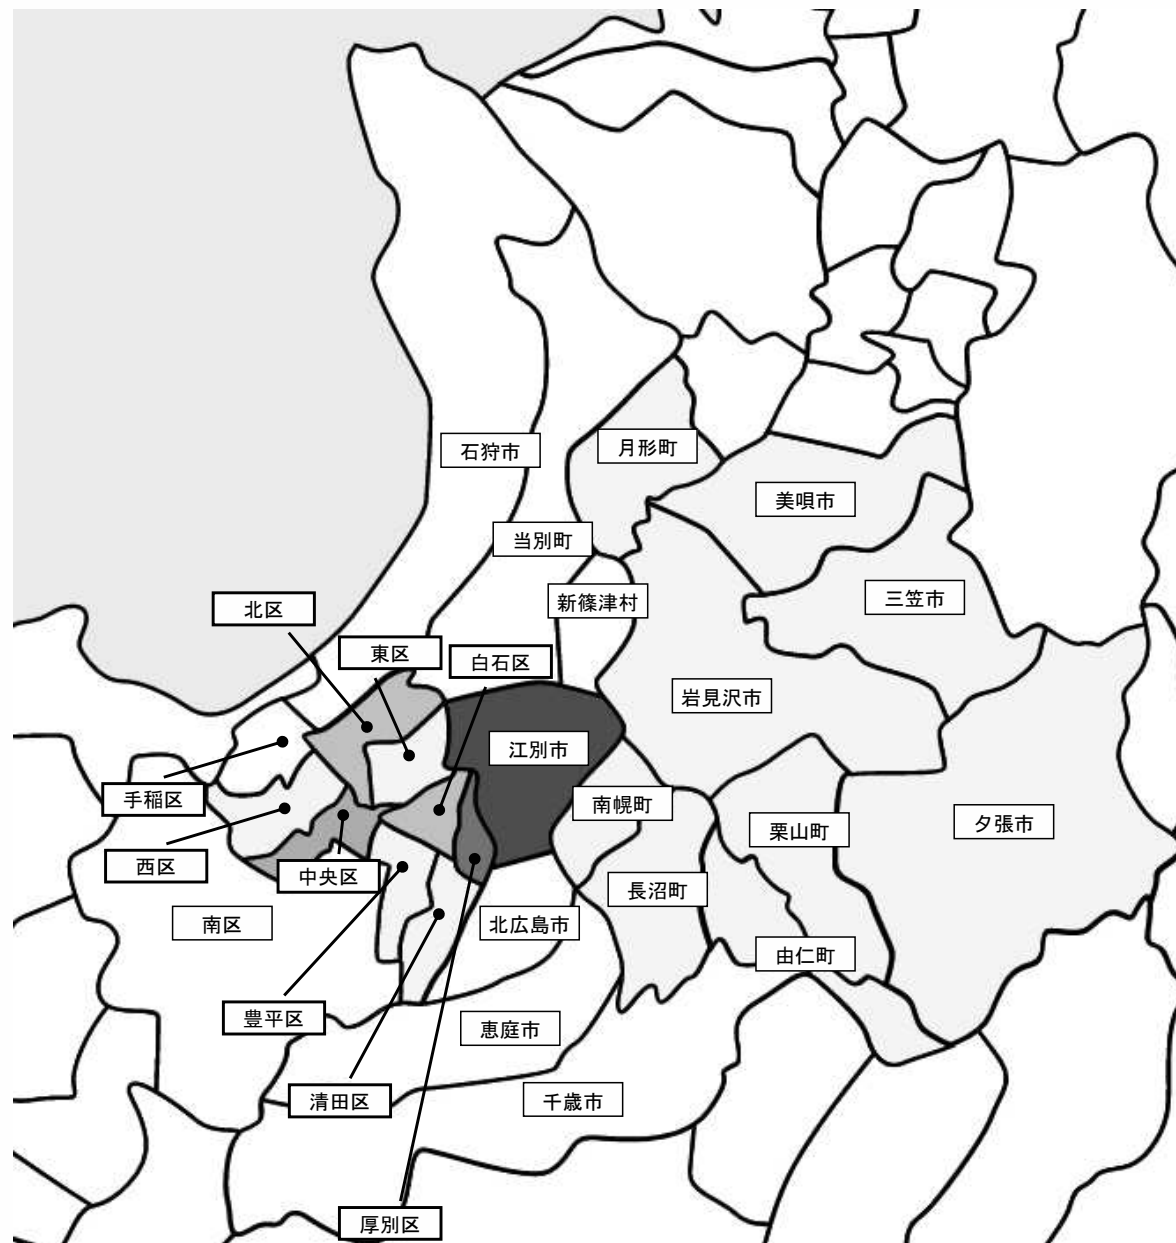 石狩市
月形町
美唄市
当別町
新篠津村
三笠市
北区
東区
白石区
岩見沢市
江別市
手稲区
南幌町
栗山町
夕張市
西区
中央区
長沼町
南区
北広島市
由仁町
豊平区
恵庭市
清田区
千歳市
厚別区